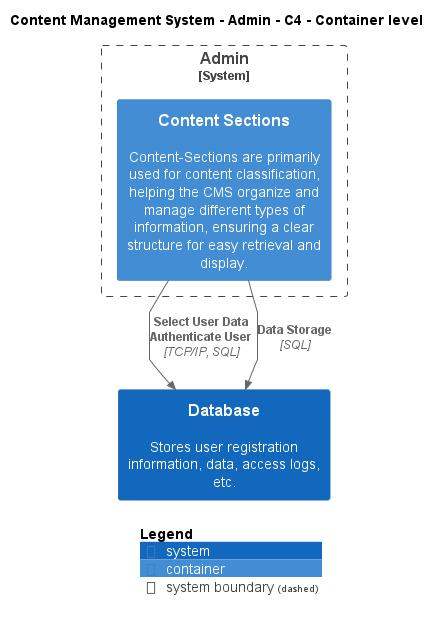 Content Management System - Admin - C4 - Container level
Admin
[System]
Content Sections
Content-Sections are primarily
used for content classification,
helping the CMS organize and
manage different types of
information, ensuring a clear
structure for easy retrieval and
display.
Select User Data
Authenticate User
[TCP/IP, SQL]
Data Storage
[SQL]
Database
Stores user registration
information, data, access logs,
etc.
Legend
system
container
system boundary (dashed)